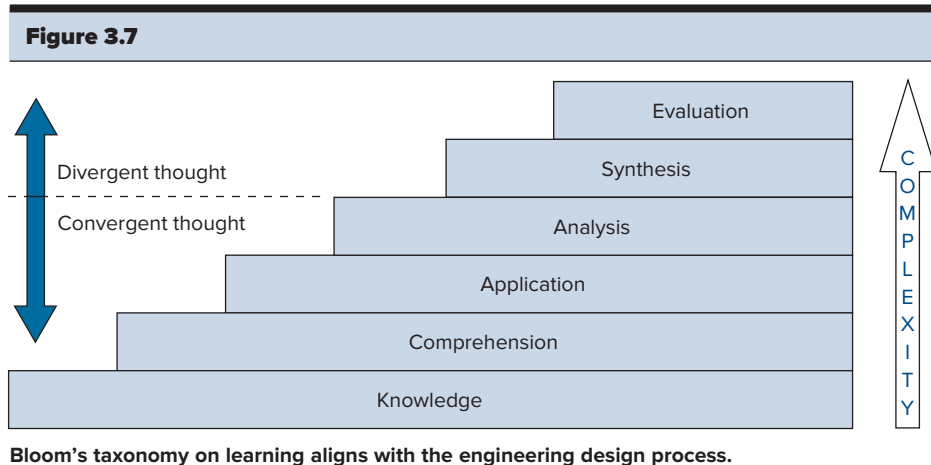 Figure 3.7
Evaluation
Divergent thought
Synthesis
Convergent thought
Analysis
Application
Comprehension
Knowledge
COMPLEXITY
Bloom’s taxonomy on learning aligns with the engineering design process.